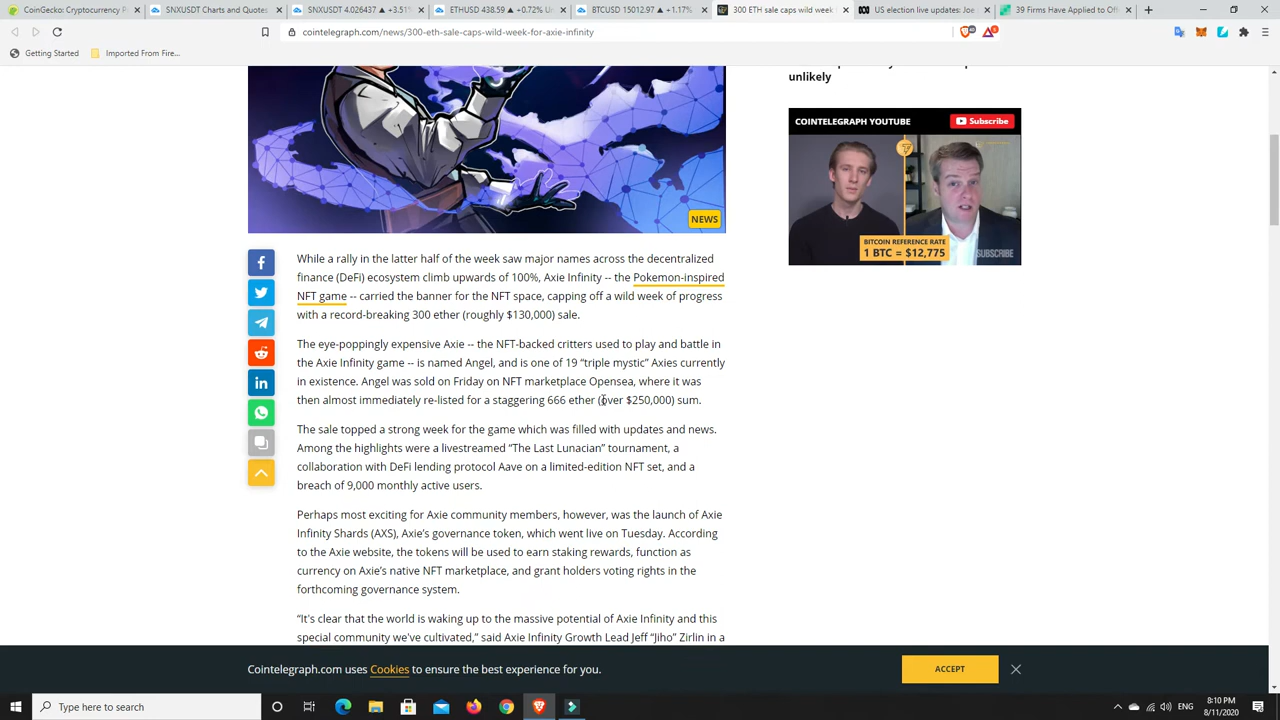 CoinGecko: Cryptocurrency P
SNXUSDT Charts and Quotes
SNXUSDT 4.026437 ▲ +3.51%
ETHUSD 438.59 ▲ +0.72% Un
BTCUSD 15012.97 ▲ +1.17%
300 ETH sale caps wild week
US election live updates: Joe
39 Firms Have Applied to Off
cointelegraph.com/news/300-eth-sale-caps-wild-week-for-axie-infinity
Getting Started
Imported From Fire...
unlikely
COINTELEGRAPH YOUTUBE
Subscribe
BITCOIN REFERENCE RATE
1 BTC = $12,775
SUBSCRIBE
NEWS
While a rally in the latter half of the week saw major names across the decentralized
finance (DeFi) ecosystem climb upwards of 100%, Axie Infinity -- the Pokemon-inspired
NFT game -- carried the banner for the NFT space, capping off a wild week of progress
with a record-breaking 300 ether (roughly $130,000) sale.
The eye-poppingly expensive Axie -- the NFT-backed critters used to play and battle in
the Axie Infinity game -- is named Angel, and is one of 19 “triple mystic” Axies currently
in existence. Angel was sold on Friday on NFT marketplace Opensea, where it was
then almost immediately re-listed for a staggering 666 ether (over $250,000) sum.
The sale topped a strong week for the game which was filled with updates and news.
Among the highlights were a livestreamed “The Last Lunacian” tournament, a
collaboration with DeFi lending protocol Aave on a limited-edition NFT set, and a
breach of 9,000 monthly active users.
Perhaps most exciting for Axie community members, however, was the launch of Axie
Infinity Shards (AXS), Axie’s governance token, which went live on Tuesday. According
to the Axie website, the tokens will be used to earn staking rewards, function as
currency on Axie’s native NFT marketplace, and grant holders voting rights in the
forthcoming governance system.
“It's clear that the world is waking up to the massive potential of Axie Infinity and this
special community we've cultivated,” said Axie Infinity Growth Lead Jeff “Jiho” Zirlin in a
Cointelegraph.com uses Cookies to ensure the best experience for you.
ACCEPT
Type here to search
ENG
8:10 PM
8/11/2020